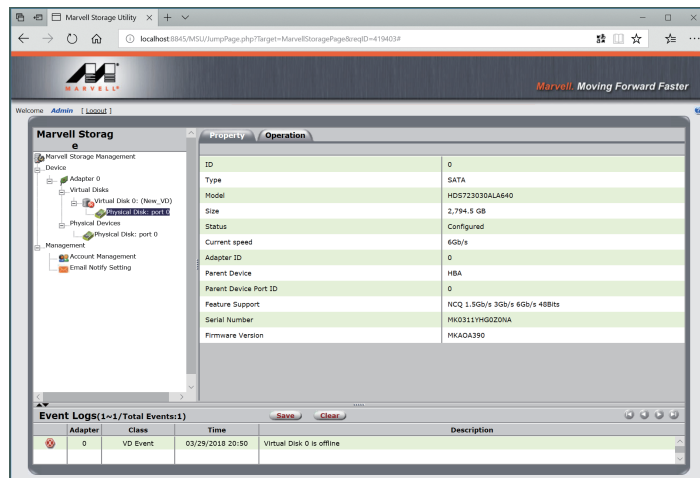 Marvell Storage Utility
localhost:8845/MSU/JumpPage.php?Target=MarvellStoragePage&reqID=419403#
MARVELL®
Marvell. Moving Forward Faster
Welcome Admin [ Logout ]
Marvell Storag
e
Marvell Storage Management
Device
Adapter 0
Virtual Disks
Virtual Disk 0: (New_VD)
Physical Disk: port 0
Physical Devices
Physical Disk: port 0
Management
Account Management
Email Notify Setting
Property Operation
ID 0
Type SATA
Model HDS723030ALA640
Size 2,794.5 GB
Status Configured
Current speed 6Gb/s
Adapter ID 0
Parent Device HBA
Parent Device Port ID 0
Feature Support NCQ 1.5Gb/s 3Gb/s 6Gb/s 48Bits
Serial Number MK0311YHG0Z0NA
Firmware Version MKAOA390
Event Logs(1~1/Total Events:1) Save Clear
Adapter Class Time Description
0 VD Event 03/29/2018 20:50 Virtual Disk 0 is offline